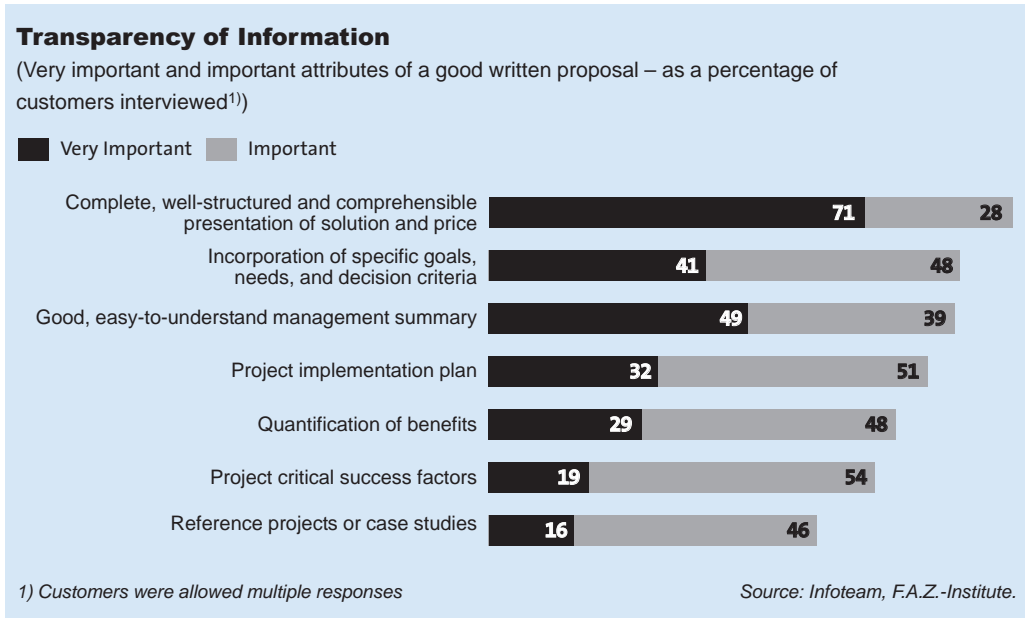 Transparency of Information
(Very important and important attributes of a good written proposal – as a percentage of
customers interviewed1))
Very Important Important
Complete, well-structured and comprehensible
presentation of solution and price
71 28
Incorporation of specific goals,
needs, and decision criteria
41 48
Good, easy-to-understand management summary 49 39
Project implementation plan 32 51
Quantification of benefits 29 48
Project critical success factors 19 54
Reference projects or case studies 16 46
1) Customers were allowed multiple responses Source: Infoteam, F.A.Z.-Institute.